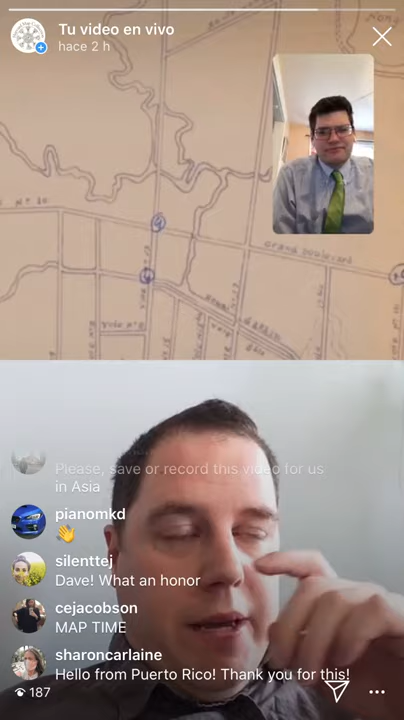 Tu video en vivo
hace 2 h
Grand boulevard
Please, save or record this video for us
in Asia
pianomkd
👋
silenttej
Dave! What an honor
cejacobson
MAP TIME
sharoncarlaine
Hello from Puerto Rico! Thank you for this!
187